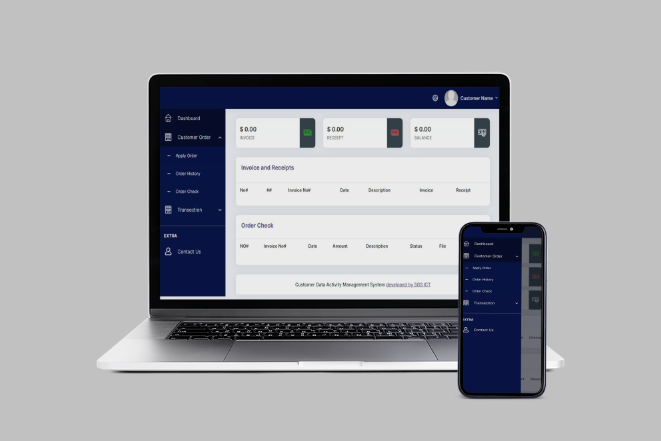 Customer Name
Dashboard
Customer Order
Apply Order
Order History
Order Check
Transection
EXTRA
Contact Us
$ 0.00
INVOICE
$ 0.00
RECEIPT
$ 0.00
BALANCE
Invoice and Receipts
No# ## Invoice No# Date Description Invoice Receipt
Order Check
NO# Invoice No# Date Amount Description Status File
Customer Data Activity Management System developed by SGS ICT
Dashboard
Customer Order
Apply Order
Order History
Order Check
Transection
EXTRA
Contact Us